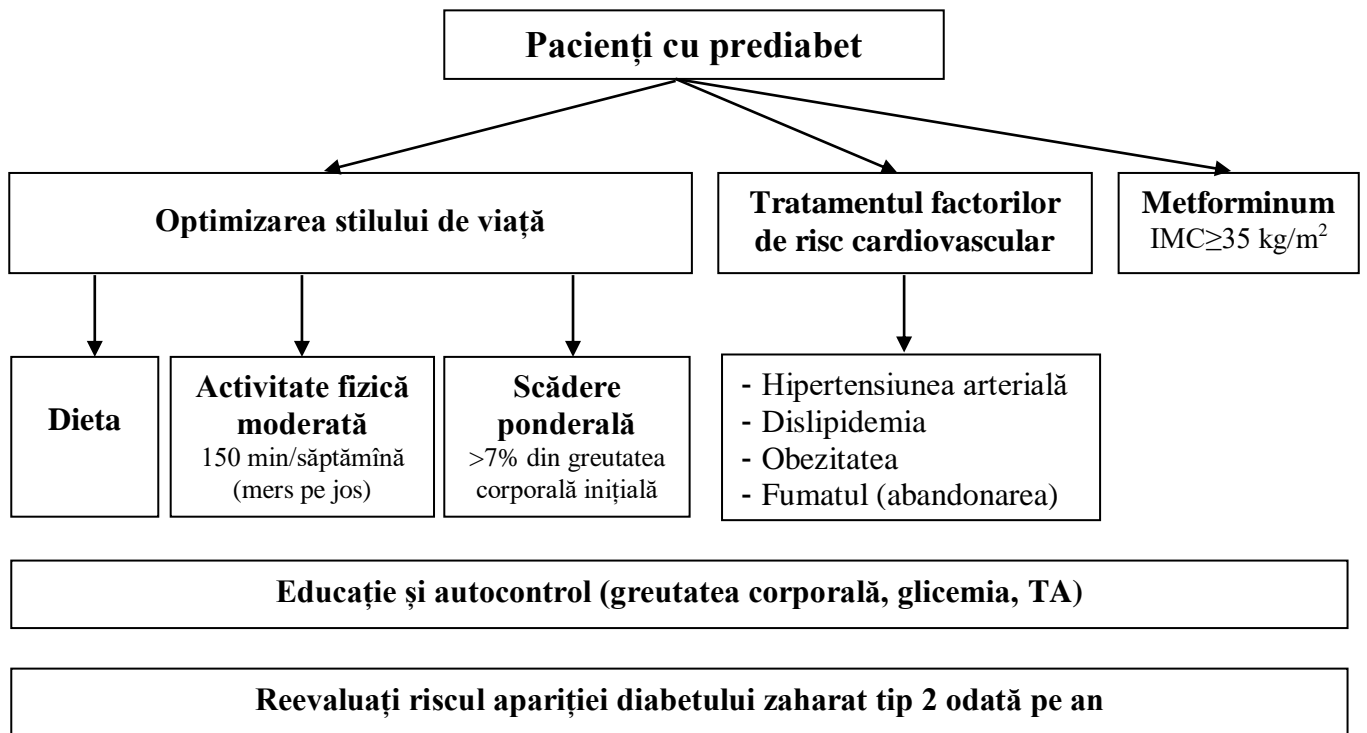 Pacienți cu prediabet
Optimizarea stilului de viață
Tratamentul factorilor
de risc cardiovascular
Metforminum
IMC≥35 kg/m²
Dieta
Activitate fizică
moderată
150 min/săptămînă
(mers pe jos)
Scădere
ponderală
>7% din greutatea
corporală inițială
- Hipertensiunea arterială
- Dislipidemia
- Obezitatea
- Fumatul (abandonarea)
Educație și autocontrol (greutatea corporală, glicemia, TA)
Reevaluați riscul apariției diabetului zaharat tip 2 odată pe an